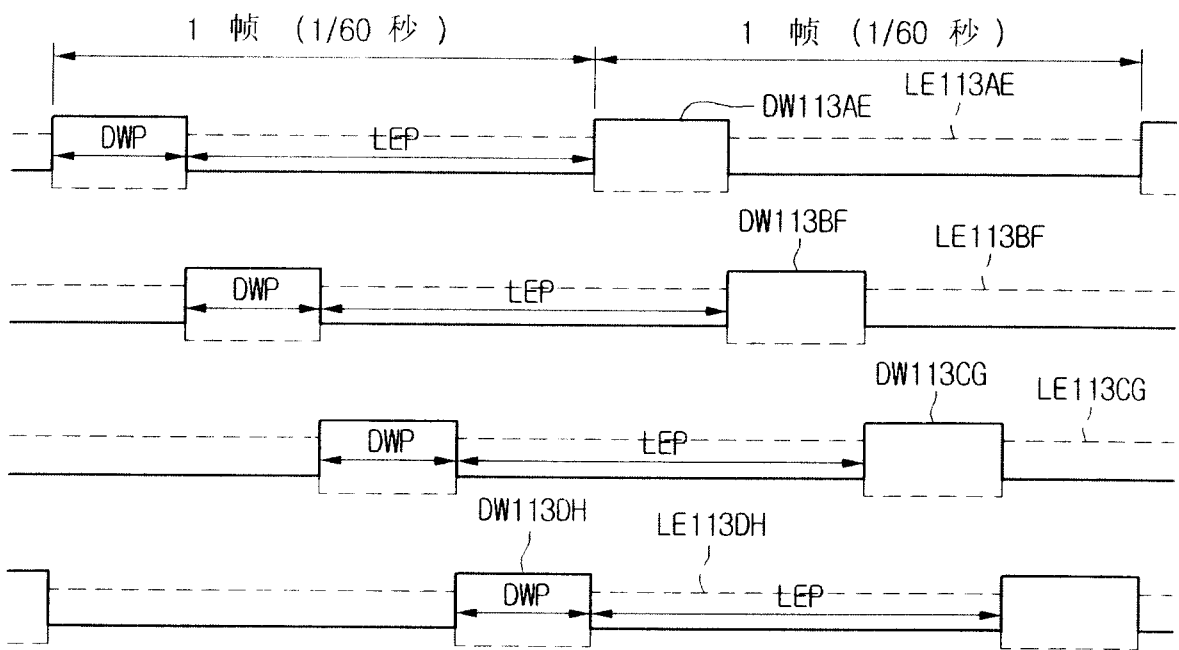 1 帧 (1/60 秒 )
1 帧 (1/60 秒 )
DW113AE
LE113AE
DWP
LEP
DW113BF
LE113BF
DWP
LEP
DW113CG
LE113CG
DWP
LEP
DW113DH
LE113DH
DWP
LEP